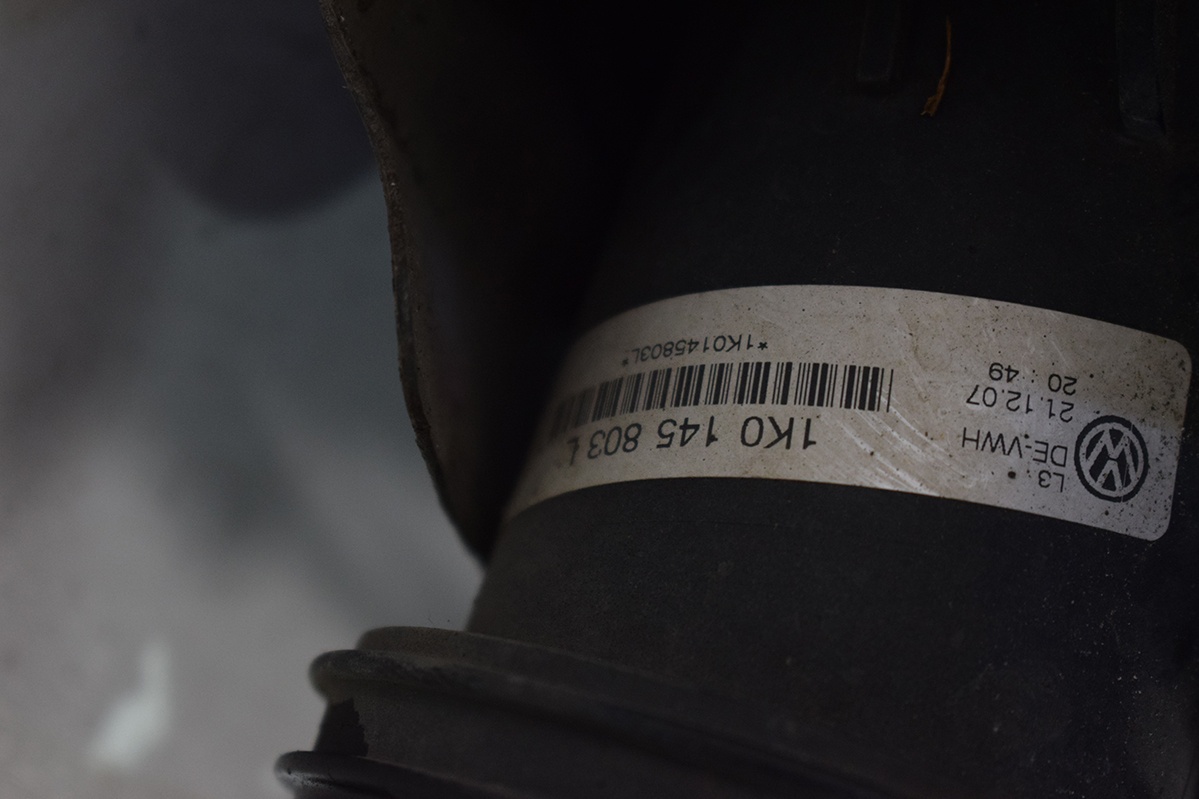 L3
DE-VWH
21.12.07
20:49
1K0 145 803 L
*1K0145803L*